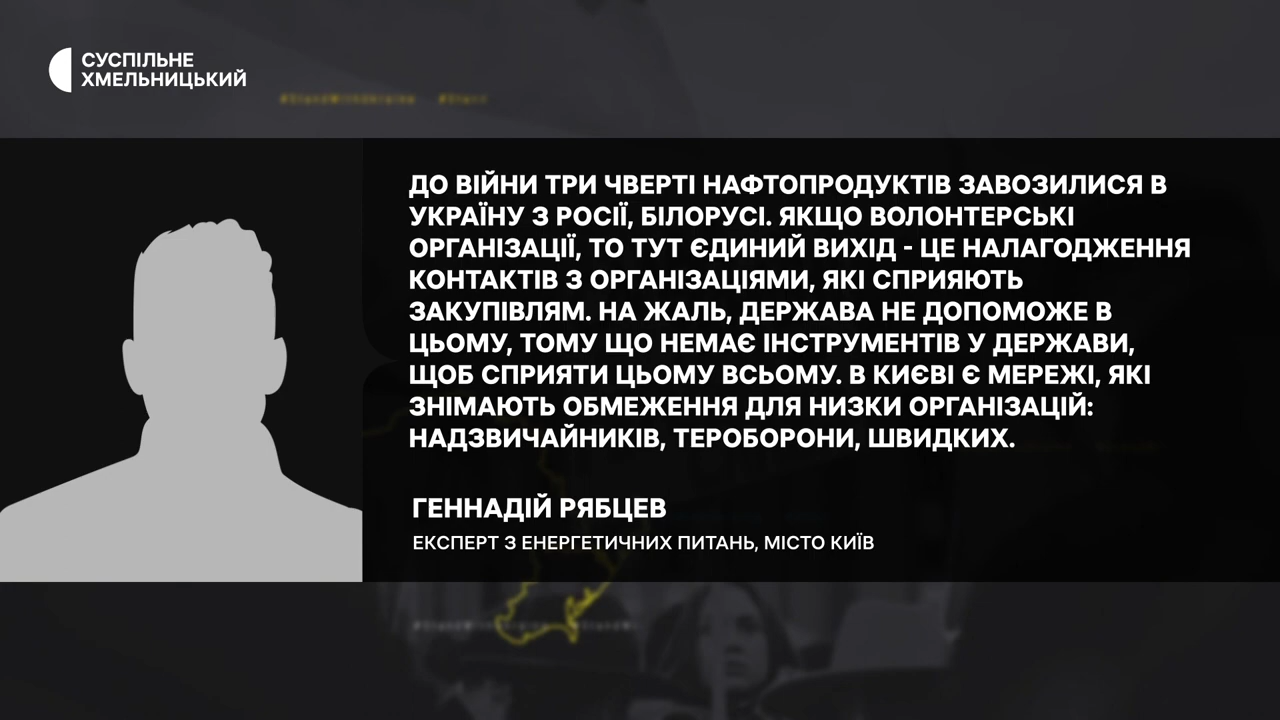 СУСПІЛЬНЕ
ХМЕЛЬНИЦЬКИЙ
#StandWithUkraine #Stand
ДО ВІЙНИ ТРИ ЧВЕРТІ НАФТОПРОДУКТІВ ЗАВОЗИЛИСЯ В
УКРАЇНУ З РОСІЇ, БІЛОРУСІ. ЯКЩО ВОЛОНТЕРСЬКІ
ОРГАНІЗАЦІЇ, ТО ТУТ ЄДИНИЙ ВИХІД - ЦЕ НАЛАГОДЖЕННЯ
КОНТАКТІВ З ОРГАНІЗАЦІЯМИ, ЯКІ СПРИЯЮТЬ
ЗАКУПІВЛЯМ. НА ЖАЛЬ, ДЕРЖАВА НЕ ДОПОМОЖЕ В
ЦЬОМУ, ТОМУ ЩО НЕМАЄ ІНСТРУМЕНТІВ У ДЕРЖАВИ,
ЩОБ СПРИЯТИ ЦЬОМУ ВСЬОМУ. В КИЄВІ Є МЕРЕЖІ, ЯКІ
ЗНІМАЮТЬ ОБМЕЖЕННЯ ДЛЯ НИЗКИ ОРГАНІЗАЦІЙ:
НАДЗВИЧАЙНИКІВ, ТЕРОБОРОНИ, ШВИДКИХ.
ГЕННАДІЙ РЯБЦЕВ
ЕКСПЕРТ З ЕНЕРГЕТИЧНИХ ПИТАНЬ, МІСТО КИЇВ